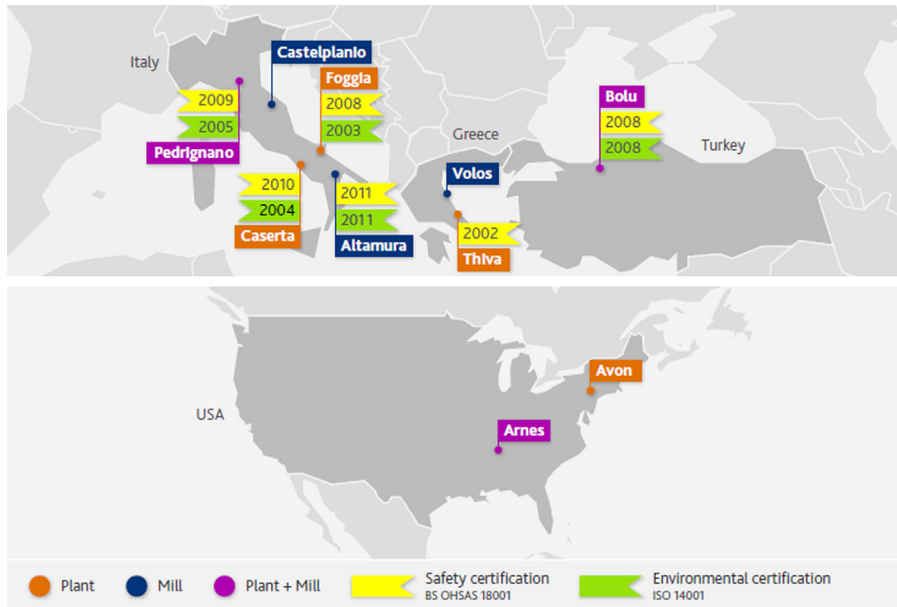 Castelplanio
Italy
Foggia
2009
2008
2005
2003
Pedrignano
Bolu
2008
2008
Greece
Turkey
Volos
2010
2004
Caserta
2011
2011
Altamura
2002
Thiva
Avon
USA
Arnes
Plant
Mill
Plant + Mill
Safety certification
BS OHSAS 18001
Environmental certification
ISO 14001